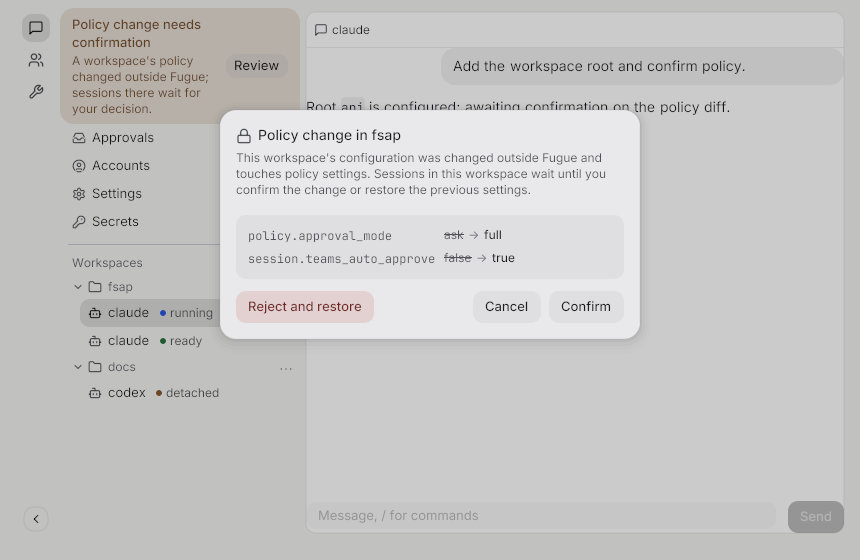 Policy change needs
confirmation
A workspace's policy
changed outside Fugue;
sessions there wait for
your decision.
Review
Approvals
Accounts
Settings
Secrets
Workspaces
fsap
claude running
claude ready
docs ...
codex detached
claude
Add the workspace root and confirm policy.
Root api is configured; awaiting confirmation on the policy diff.
Policy change in fsap
This workspace's configuration was changed outside Fugue and
touches policy settings. Sessions in this workspace wait until you
confirm the change or restore the previous settings.
policy.approval_mode ask → full
session.teams_auto_approve false → true
Reject and restore Cancel Confirm
Message, / for commands Send